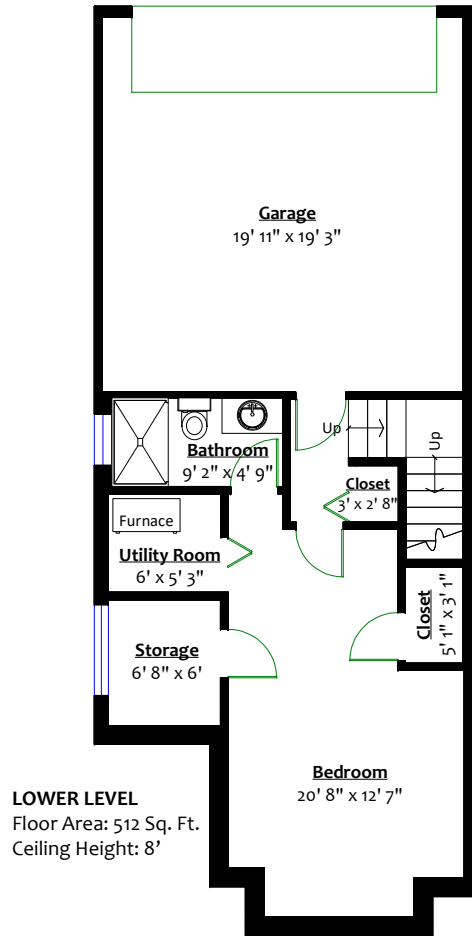 Garage
19' 11" x 19' 3"
Up
Up
Bathroom
9' 2" x 4' 9"
Closet
3' x 2' 8"
Furnace
Utility Room
6' x 5' 3"
Closet
5' 1" x 3' 1"
Storage
6' 8" x 6'
Bedroom
20' 8" x 12' 7"
LOWER LEVEL
Floor Area: 512 Sq. Ft.
Ceiling Height: 8’